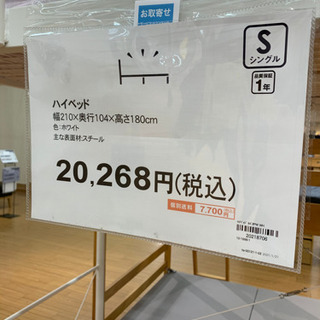 お取寄せ
S
シングル
品質保証
1年
ハイベッド
幅210×奥行104×高さ180cm
色:ホワイト
主な表面材:スチール
20,268円(税込)
個別送料 7,700円
20218706